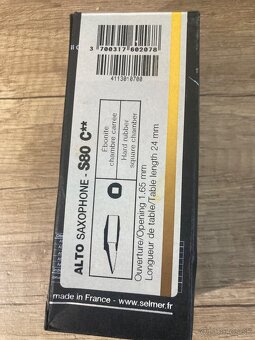 3 700317 602078
4113010700
ALTO SAXOPHONE - S80 C**
Ebonite
chambre carrée
Hard rubber
square chamber
Ouverture/Opening 1.65 mm
Longueur de table/Table length 24 mm
made in France - www.selmer.fr